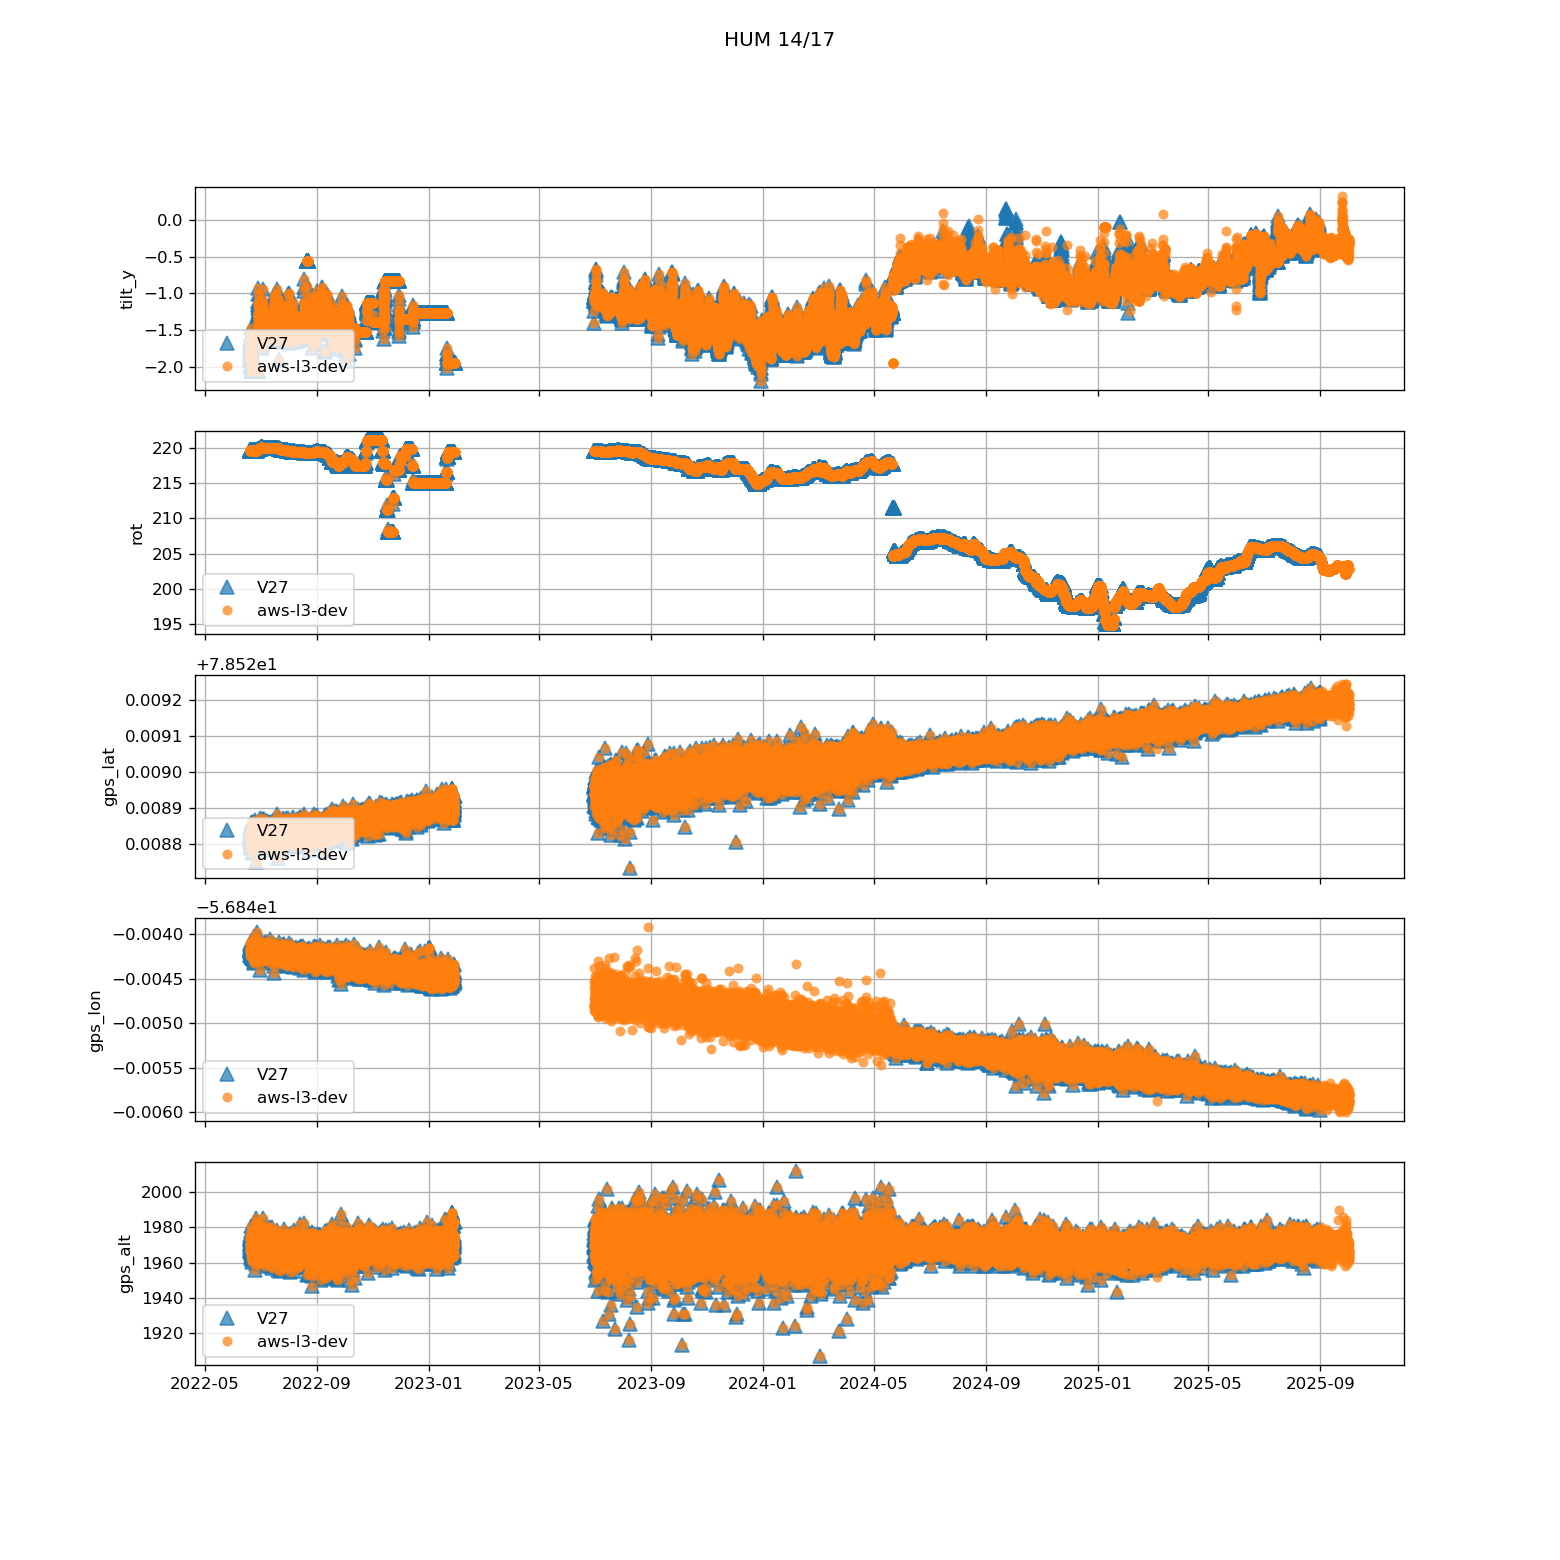 HUM 14/17
0.0
−0.5
−1.0
−1.5
−2.0
tilt_y
V27
aws-l3-dev
220
215
210
205
200
195
rot
V27
aws-l3-dev
+7.852e1
0.0092
0.0091
0.0090
0.0089
0.0088
gps_lat
V27
aws-l3-dev
−5.684e1
−0.0040
−0.0045
−0.0050
−0.0055
−0.0060
gps_lon
V27
aws-l3-dev
2000
1980
1960
1940
1920
gps_alt
V27
aws-l3-dev
2022-05 2022-09 2023-01 2023-05 2023-09 2024-01 2024-05 2024-09 2025-01 2025-05 2025-09